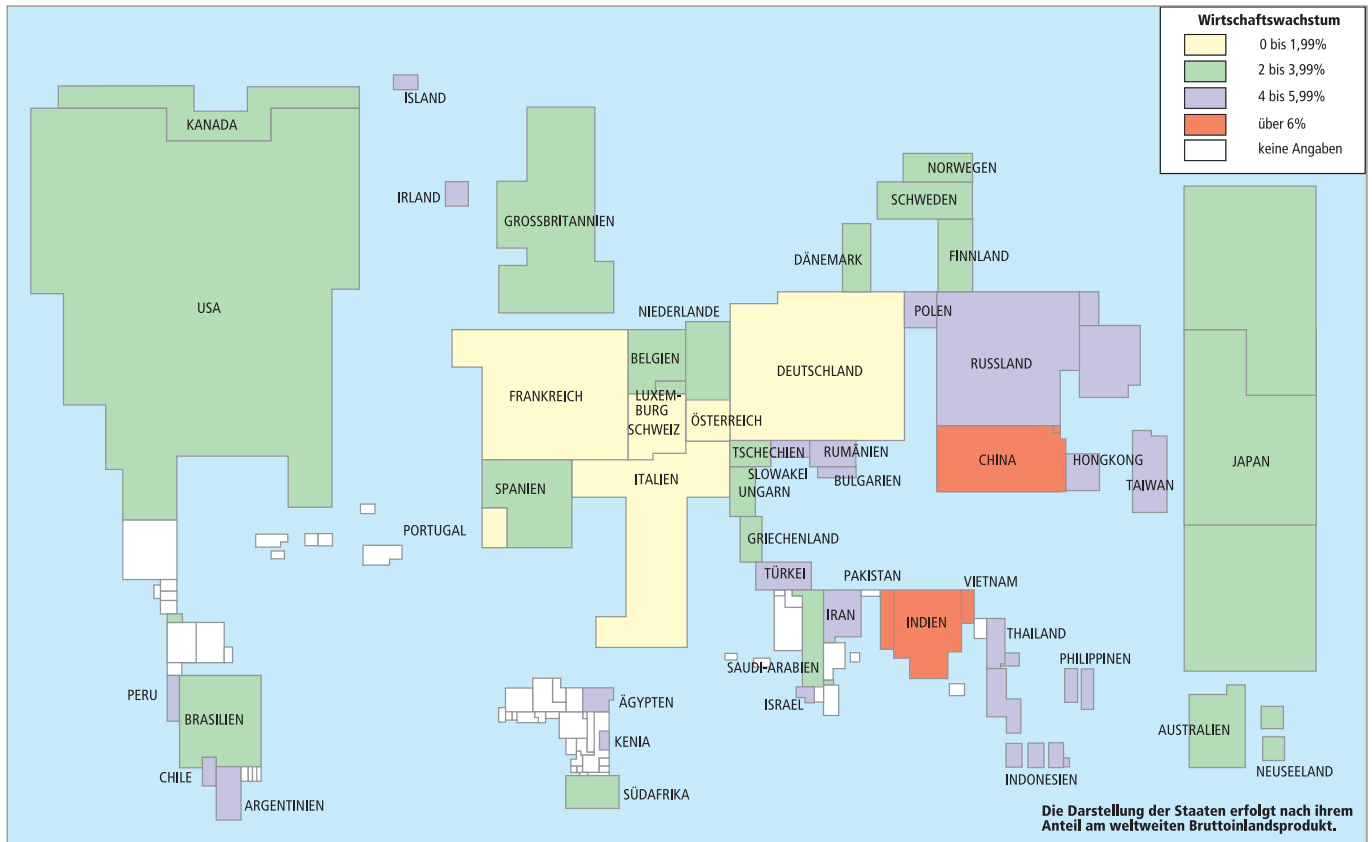 Wirtschaftswachstum
0 bis 1,99%
2 bis 3,99%
4 bis 5,99%
über 6%
keine Angaben
ISLAND
KANADA
NORWEGEN
IRLAND
SCHWEDEN
GROSSBRITANNIEN
DÄNEMARK
FINNLAND
USA
NIEDERLANDE
POLEN
BELGIEN
RUSSLAND
DEUTSCHLAND
FRANKREICH
LUXEM-
BURG
ÖSTERREICH
SCHWEIZ
TSCHECHIEN
RUMÄNIEN
CHINA
HONGKONG
JAPAN
SLOWAKEI
ITALIEN
BULGARIEN
TAIWAN
SPANIEN
UNGARN
PORTUGAL
GRIECHENLAND
TÜRKEI
PAKISTAN
VIETNAM
IRAN
INDIEN
THAILAND
PHILIPPINEN
SAUDI-ARABIEN
PERU
ÄGYPTEN
ISRAEL
BRASILIEN
AUSTRALIEN
KENIA
CHILE
INDONESIEN
NEUSEELAND
SÜDAFRIKA
ARGENTINIEN
Die Darstellung der Staaten erfolgt nach ihrem
Anteil am weltweiten Bruttoinlandsprodukt.